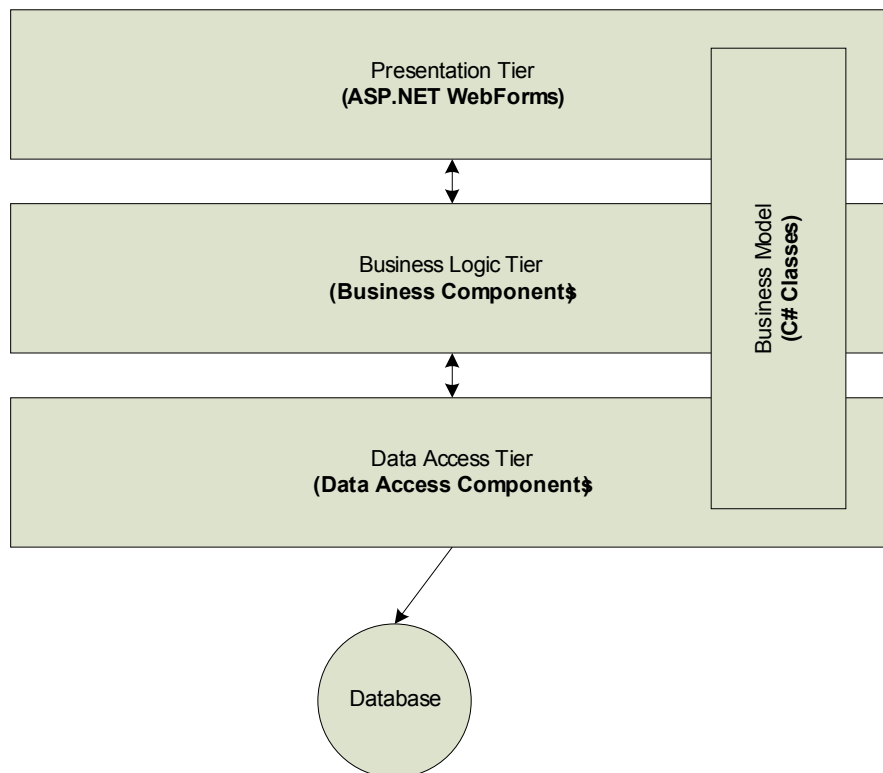 Presentation Tier
(ASP.NET WebForms)
Business Logic Tier
(Business Components)
Data Access Tier
(Data Access Components)
Business Model
(C# Classes)
Database